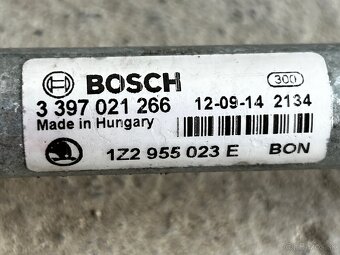 BOSCH 300
3 397 021 266 12-09-14 2134
Made in Hungary
1Z2 955 023 E BON